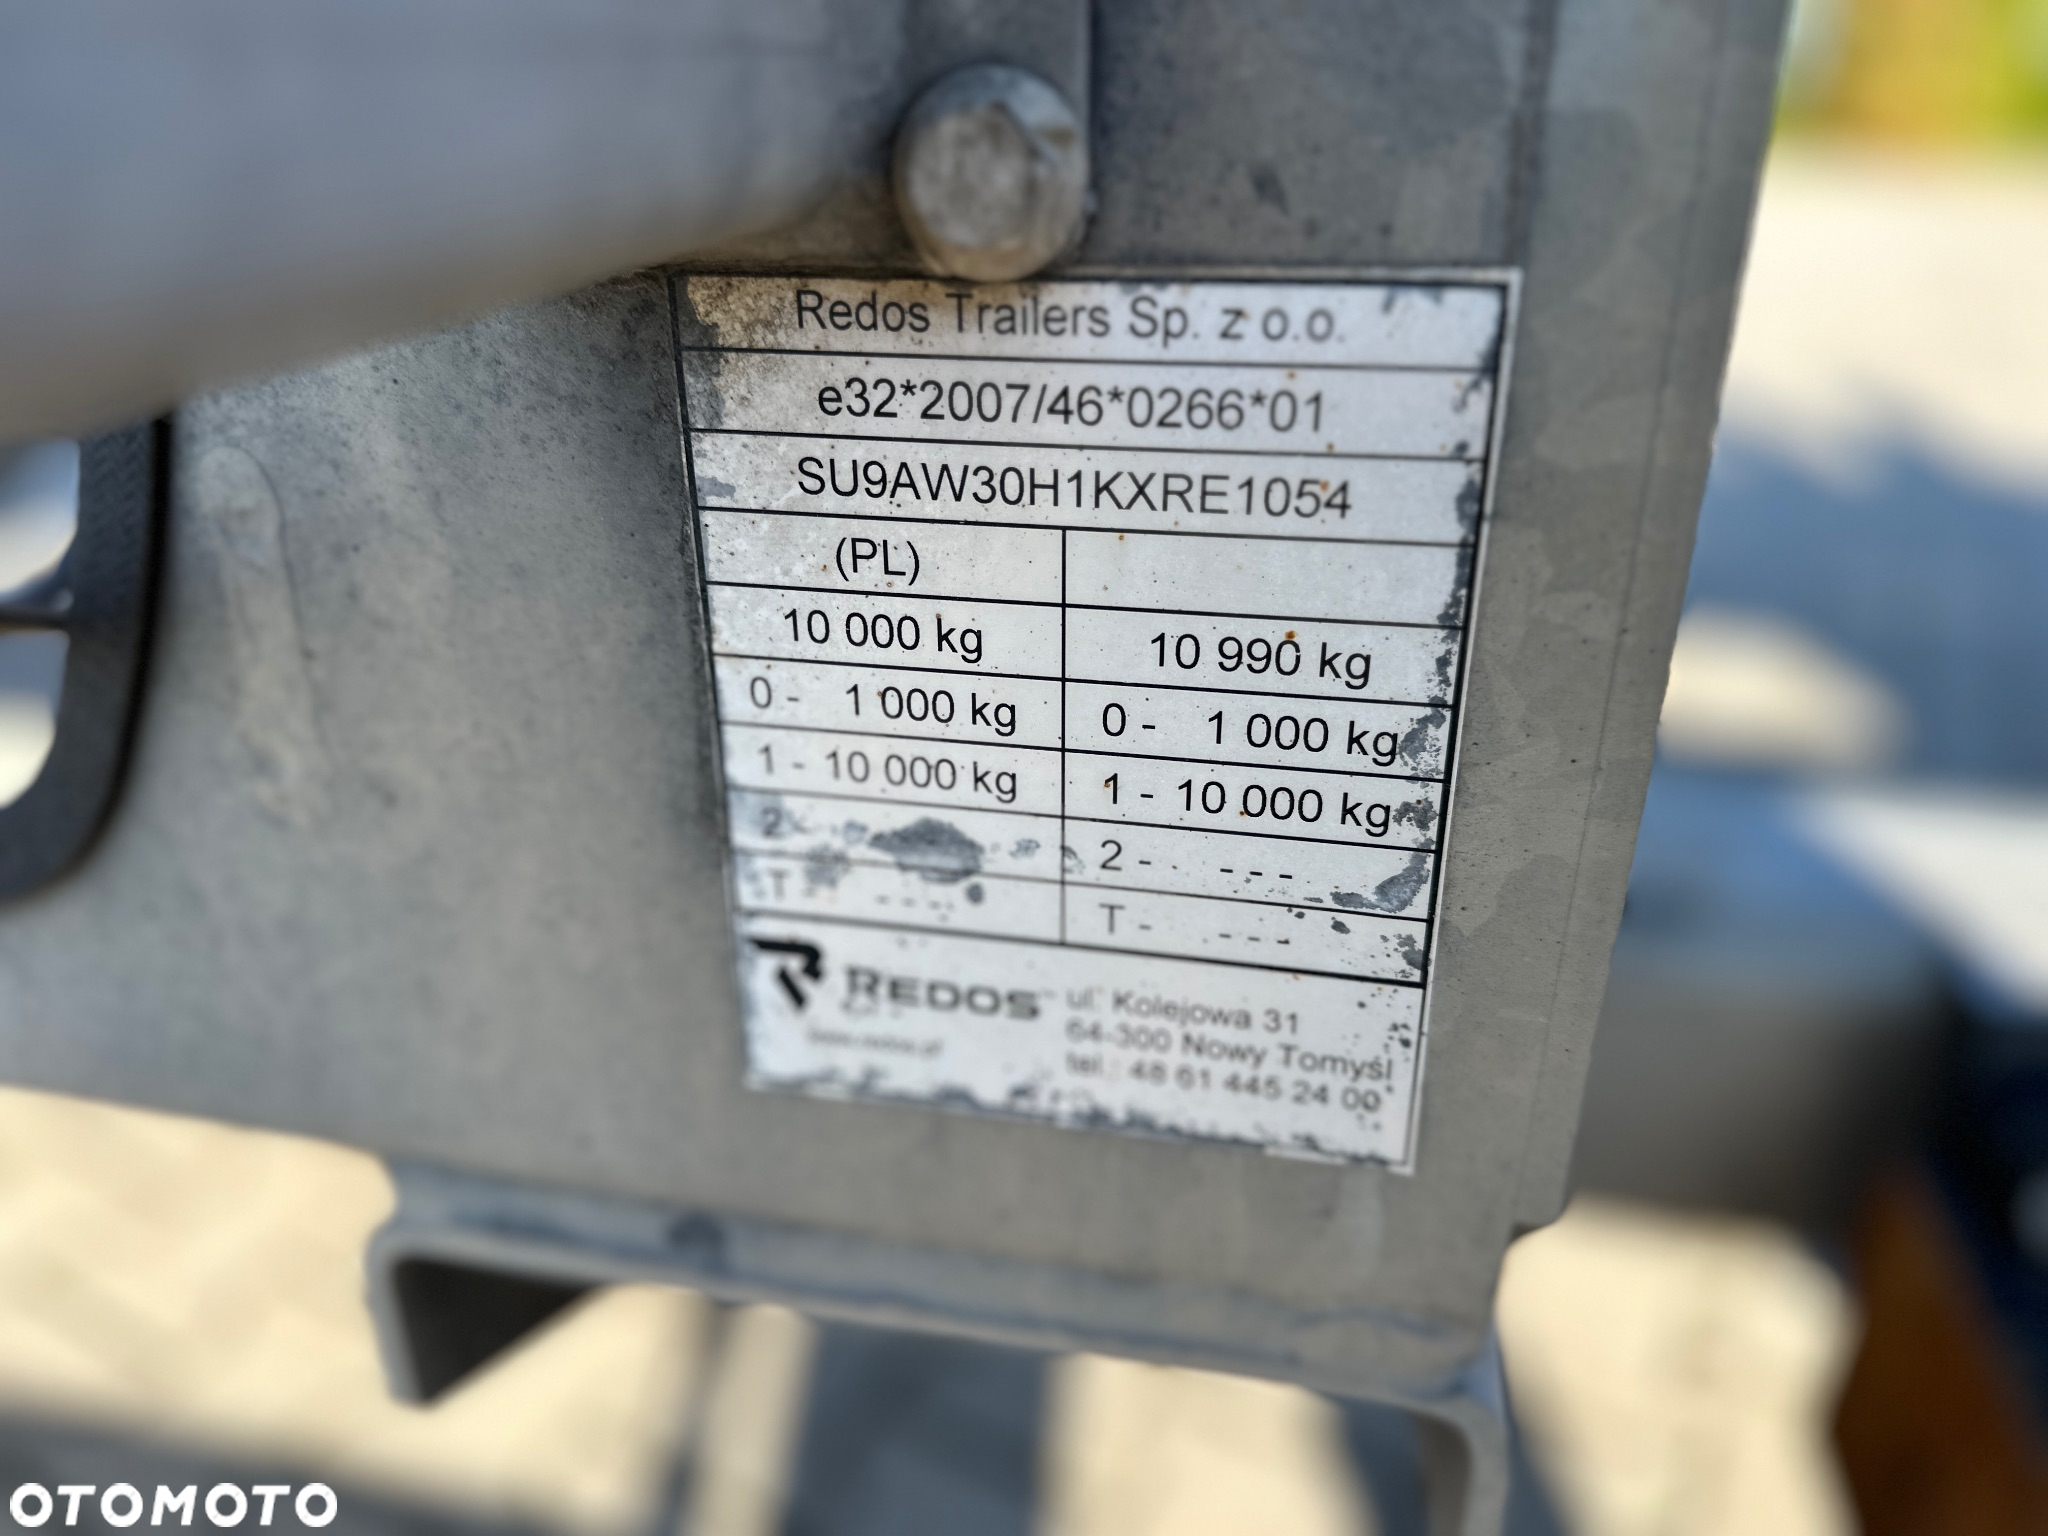 Redos Trailers Sp. z o.o.
e32*2007/46*0266*01
SU9AW30H1KXRE1054
(PL)
10 000 kg 10 990 kg
0 - 1 000 kg 0 - 1 000 kg
1 - 10 000 kg 1 - 10 000 kg
2 - 2 - - - -
T - - - - T - - - -
REDOS ul. Kolejowa 31
64-300 Nowy Tomyśl
tel.: 48 61 445 24 00
OTOMOTO